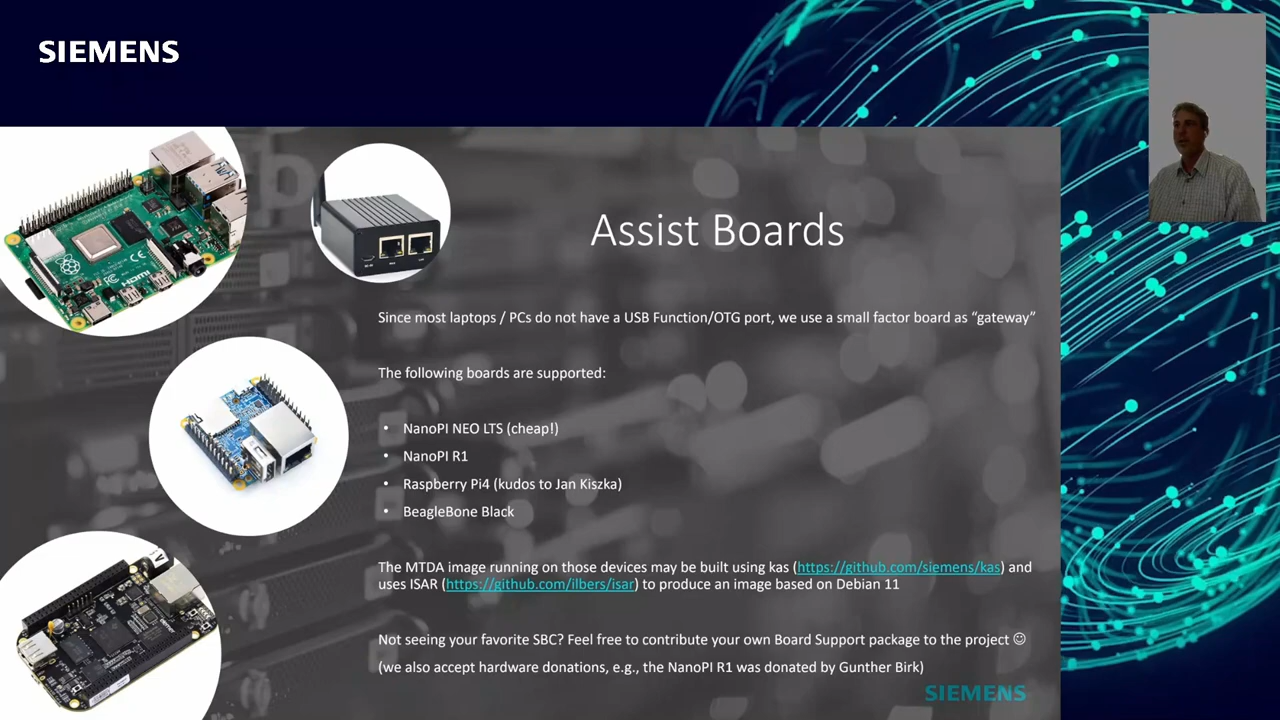 SIEMENS
Assist Boards
Since most laptops / PCs do not have a USB Function/OTG port, we use a small factor board as “gateway”
The following boards are supported:
• NanoPI NEO LTS (cheap!)
• NanoPI R1
• Raspberry Pi4 (kudos to Jan Kiszka)
• BeagleBone Black
The MTDA image running on those devices may be built using kas (https://github.com/siemens/kas) and
uses ISAR (https://github.com/ilbers/isar) to produce an image based on Debian 11
Not seeing your favorite SBC? Feel free to contribute your own Board Support package to the project ☺
(we also accept hardware donations, e.g., the NanoPI R1 was donated by Gunther Birk)
SIEMENS
HDMI